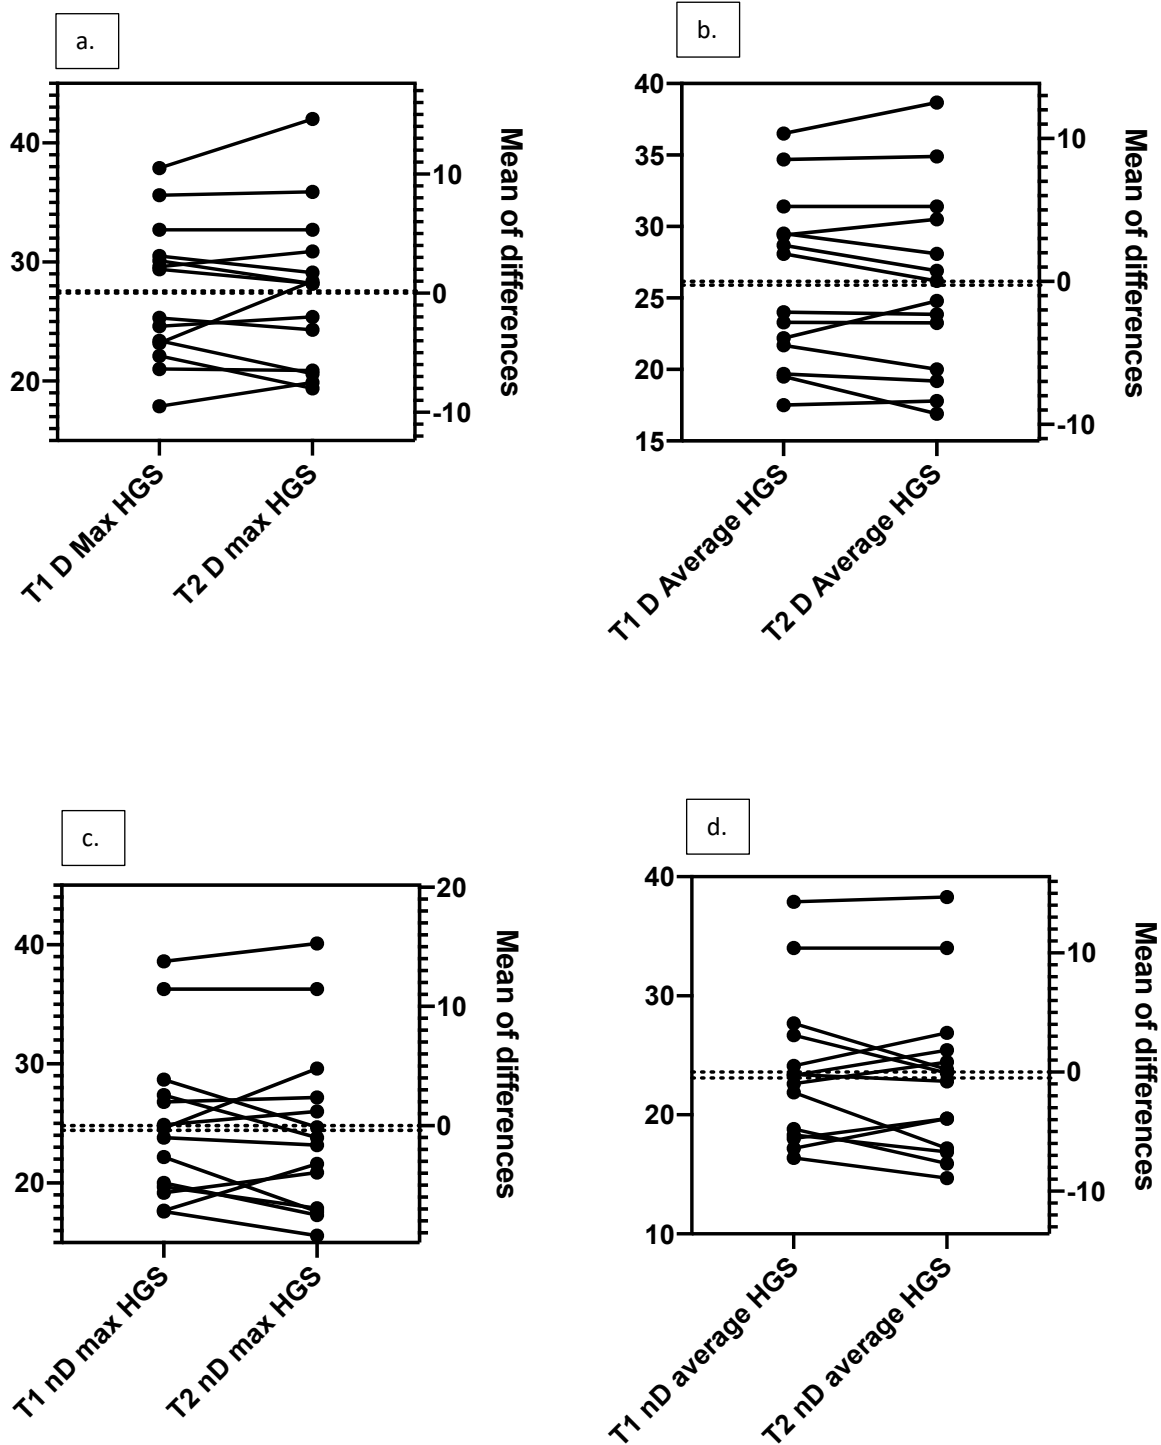 a.
40
30
20
10
0
-10
Mean of differences
T1 D Max HGS
T2 D max HGS
b.
40
35
30
25
20
15
10
0
-10
Mean of differences
T1 D Average HGS
T2 D Average HGS
c.
40
30
20
20
10
0
Mean of differences
T1 nD max HGS
T2 nD max HGS
d.
40
30
20
10
10
0
-10
Mean of differences
T1 nD average HGS
T2 nD average HGS